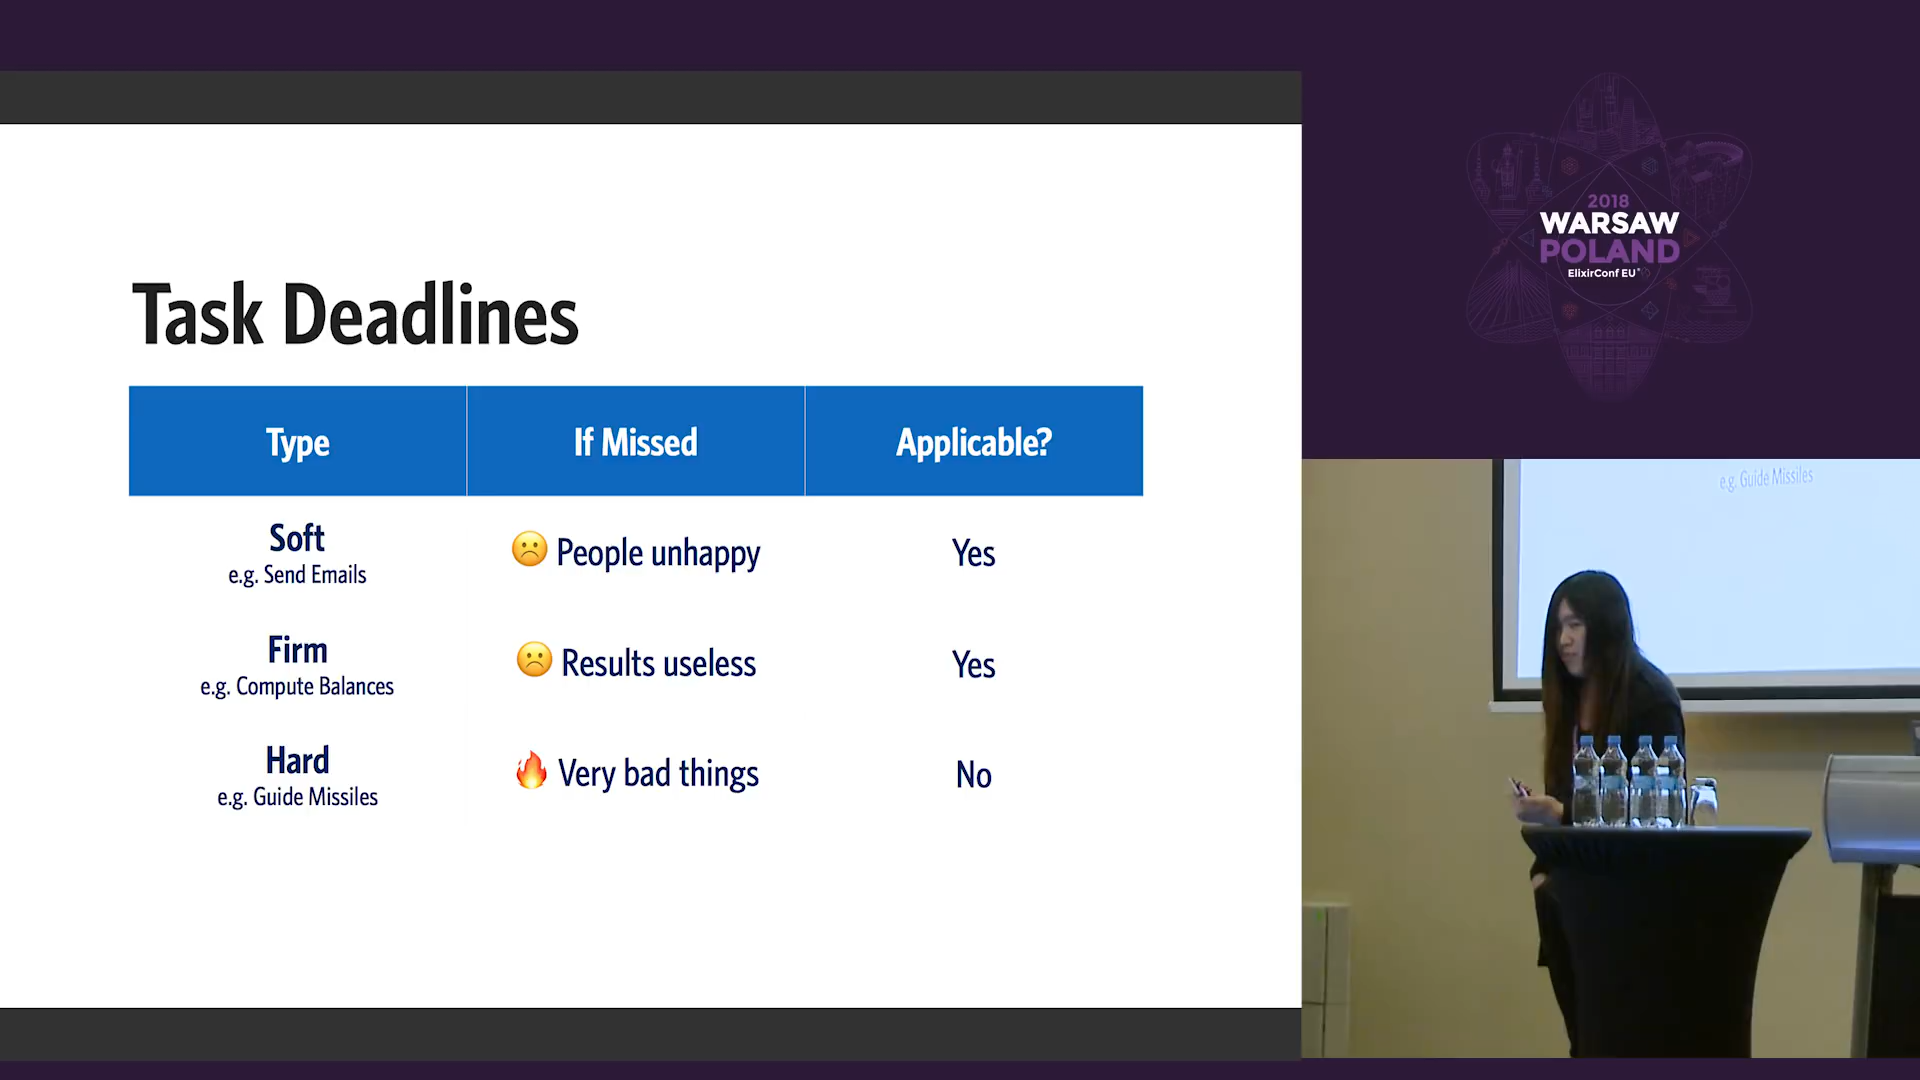 Task Deadlines
Type
If Missed
Applicable?
Soft
e.g. Send Emails
☹️ People unhappy
Yes
Firm
e.g. Compute Balances
☹️ Results useless
Yes
Hard
e.g. Guide Missiles
🔥 Very bad things
No
2018
WARSAW
POLAND
ElixirConf EU
e.g. Guide Missiles